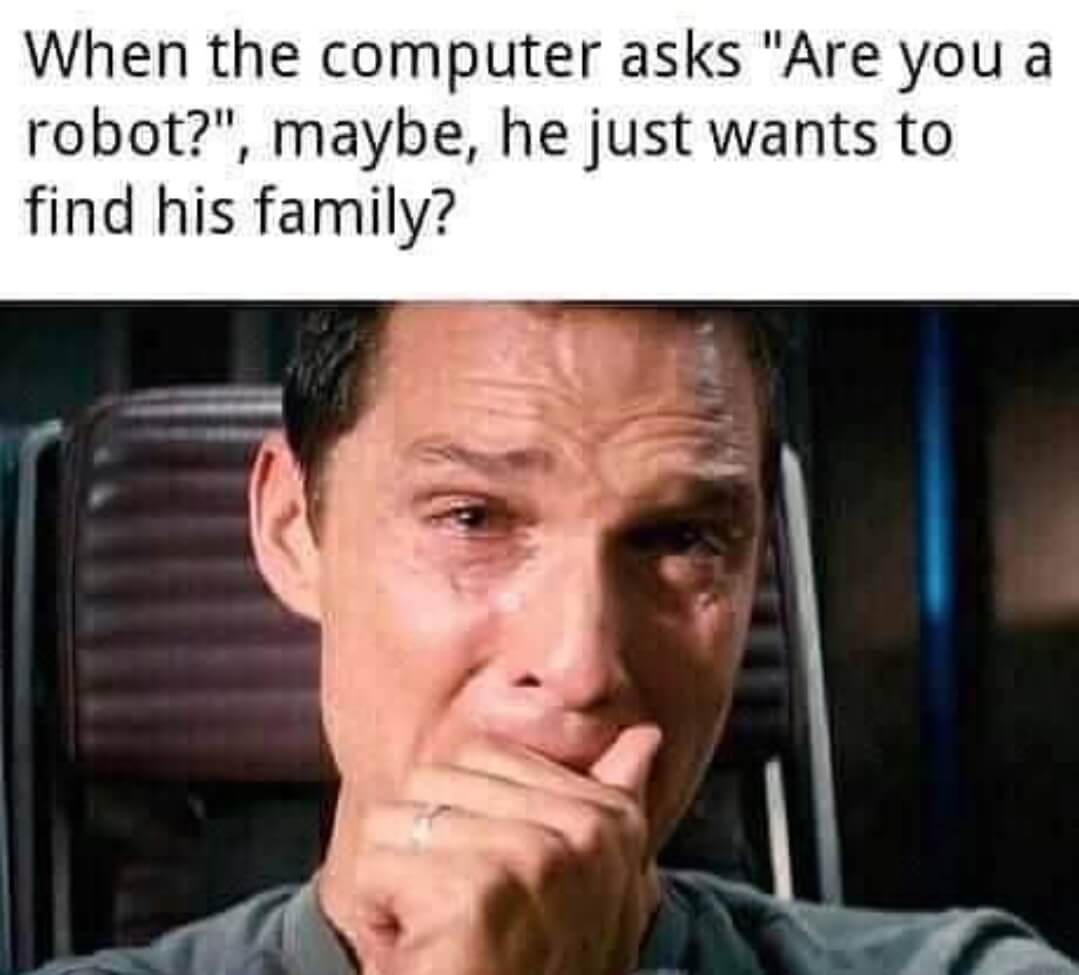 When the computer asks "Are you a
robot?", maybe, he just wants to
find his family?